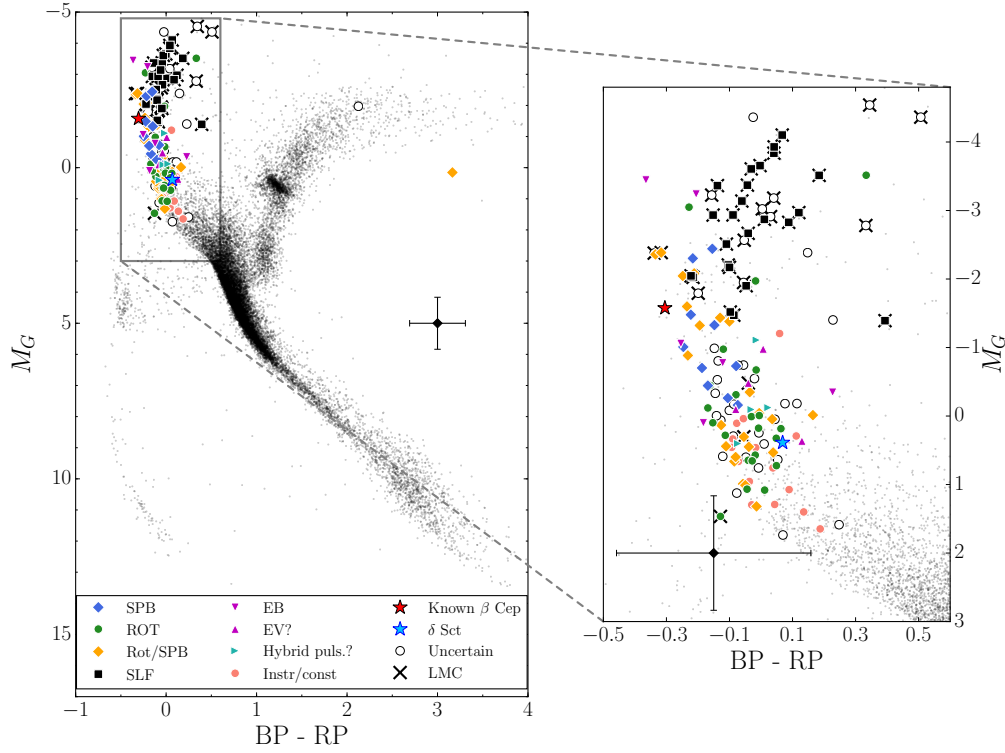 −5
0
5
10
15
M_G
−1
0
1
2
3
4
BP - RP
SPB
ROT
Rot/SPB
SLF
EB
EV?
Hybrid puls.?
Instr/const
Known β Cep
δ Sct
Uncertain
LMC
−4
−3
−2
−1
0
1
2
3
M_G
−0.5
−0.3
−0.1
0.1
0.3
0.5
BP - RP